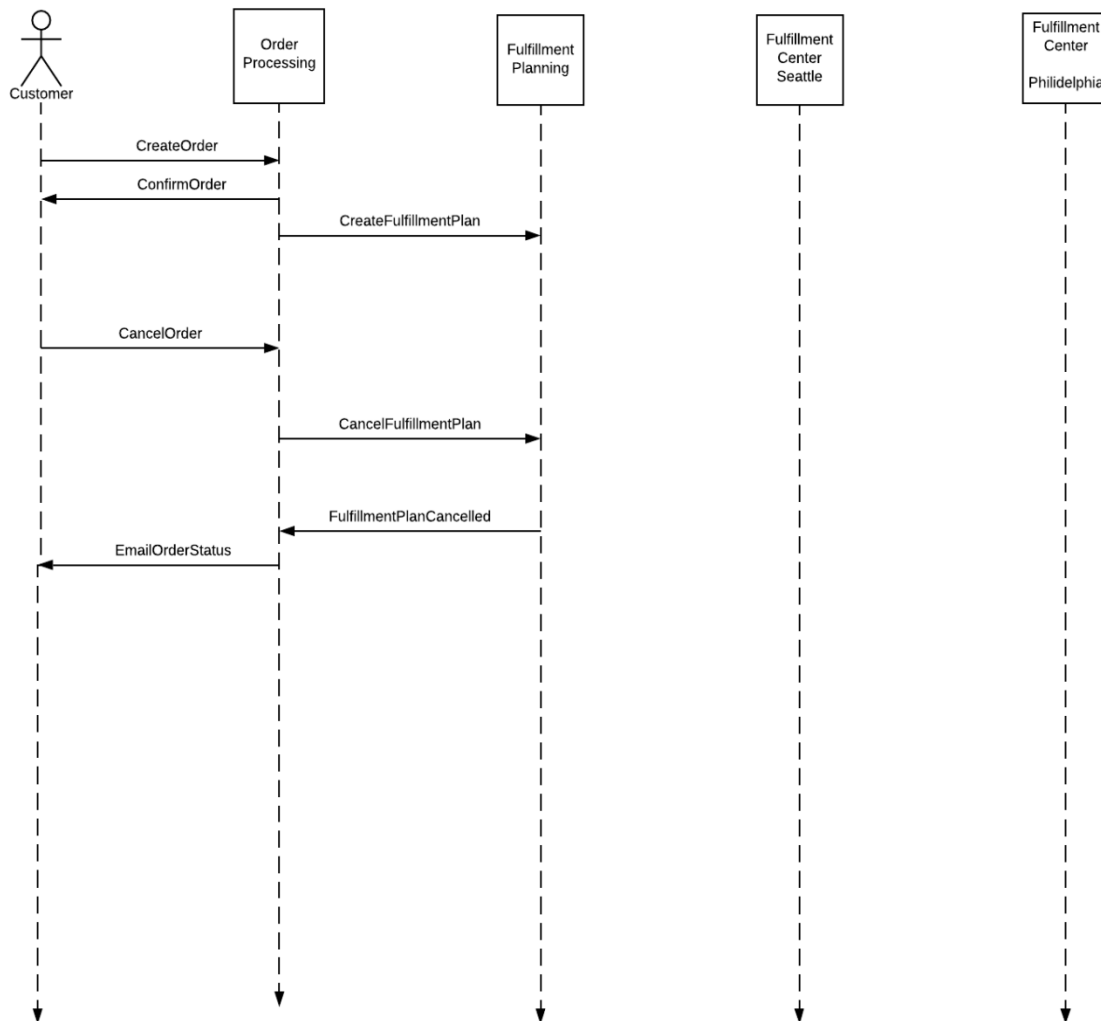 Customer
Order
Processing
Fulfillment
Planning
Fulfillment
Center
Seattle
Fulfillment
Center
Philidelphia
CreateOrder
ConfirmOrder
CreateFulfillmentPlan
CancelOrder
CancelFulfillmentPlan
FulfillmentPlanCancelled
EmailOrderStatus